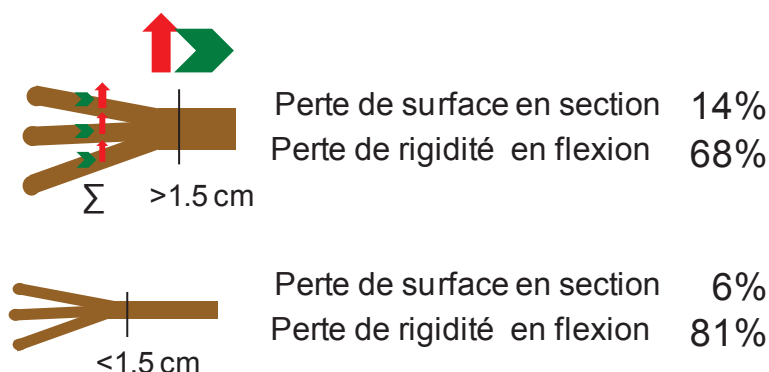 Perte de surface en section 14%
Perte de rigidité en flexion 68%
∑ >1.5 cm
Perte de surface en section 6%
Perte de rigidité en flexion 81%
<1.5 cm